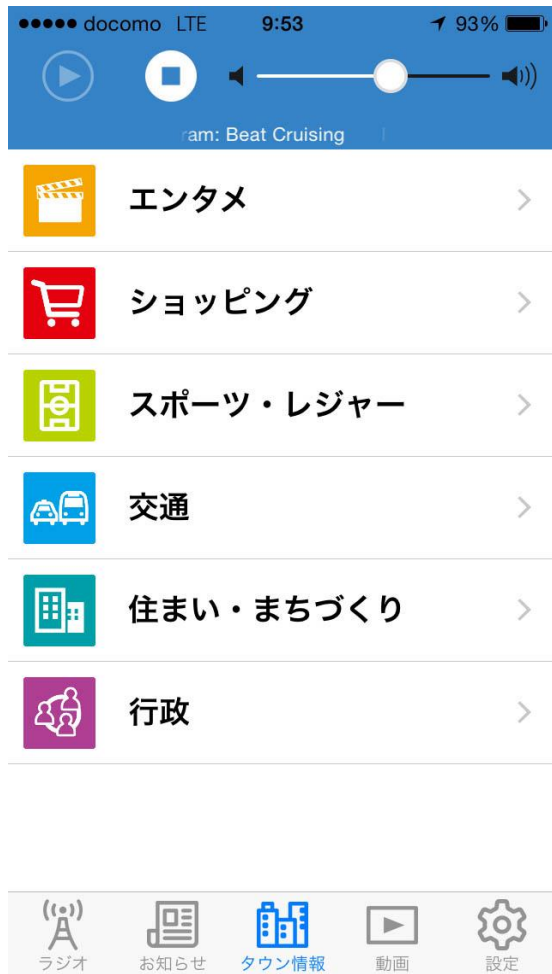 docomo LTE 9:53 93%
ram: Beat Cruising
エンタメ
ショッピング
スポーツ・レジャー
交通
住まい・まちづくり
行政
ラジオ お知らせ タウン情報 動画 設定